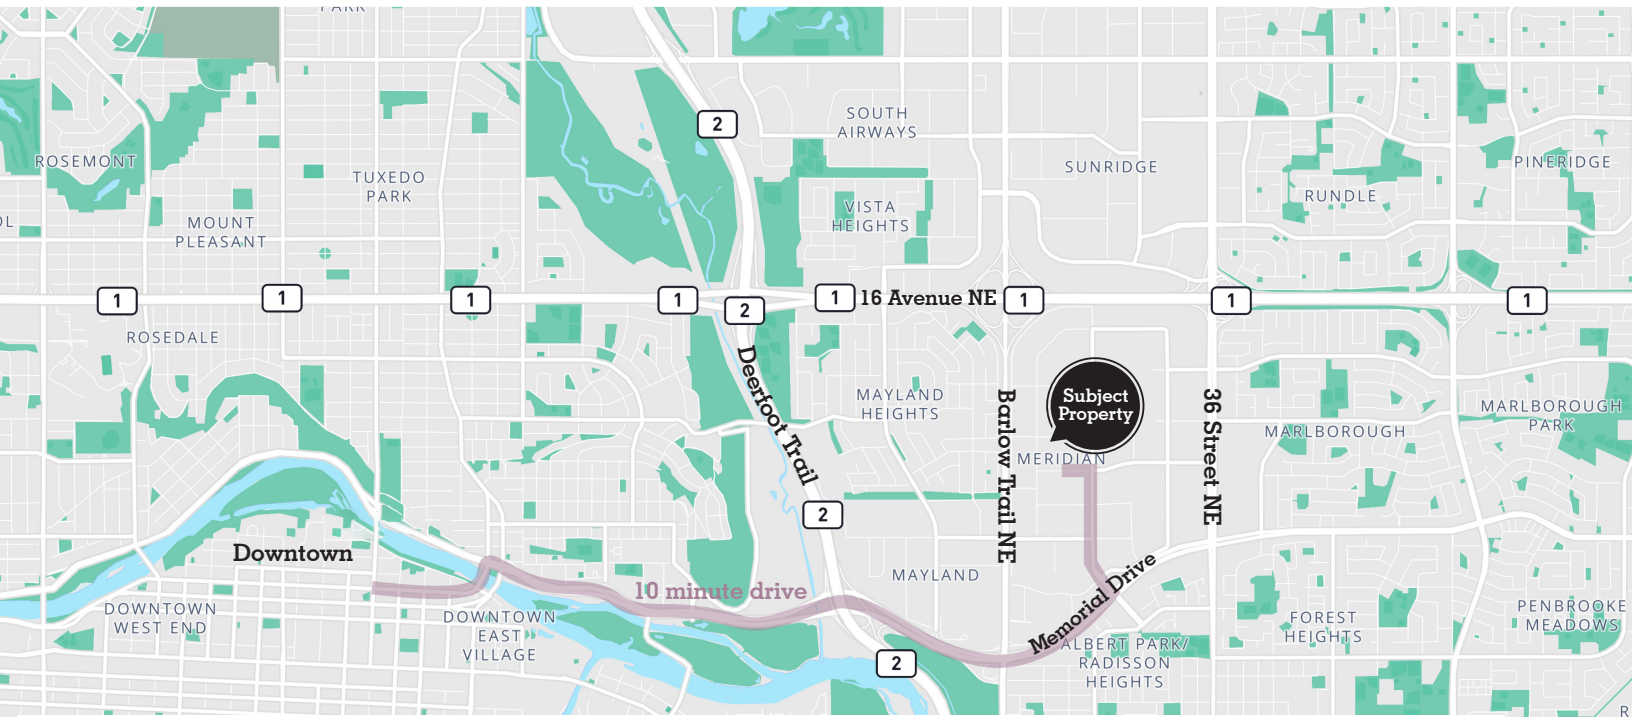 PARK
2
SOUTH
AIRWAYS
ROSEMONT
SUNRIDGE
PINERIDGE
TUXEDO
PARK
RUNDLE
OL
MOUNT
PLEASANT
VISTA
HEIGHTS
1
1
1
1
2
1
16 Avenue NE
1
1
1
ROSEDALE
Deerfoot Trail
MAYLAND
HEIGHTS
Barlow Trail NE
Subject
Property
36 Street NE
MARLBOROUGH
MARLBOROUGH
PARK
MERIDIAN
2
Downtown
10 minute drive
MAYLAND
Memorial Drive
DOWNTOWN
WEST END
DOWNTOWN
EAST
VILLAGE
FOREST
HEIGHTS
PENBROOKE
MEADOWS
ALBERT PARK/
RADISSON
HEIGHTS
2
R